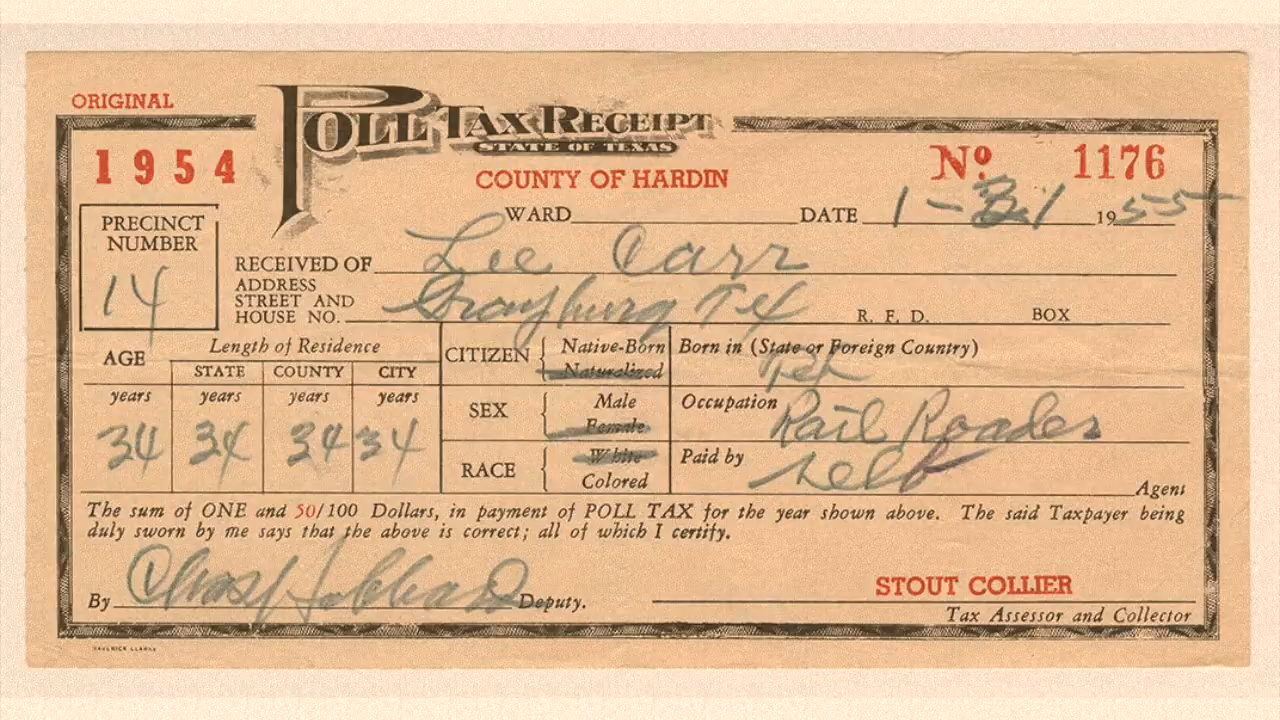 ORIGINAL
POLL TAX RECEIPT
STATE OF TEXAS
1954
COUNTY OF HARDIN
Nº 1176
WARD DATE 1 - 31 1955
PRECINCT NUMBER
14
RECEIVED OF Lee Carr
ADDRESS
STREET AND
HOUSE NO. Grayburg Tex R. F. D. BOX
AGE
Length of Residence
STATE COUNTY CITY
years years years years
34 34 34 34
CITIZEN Native-Born
Naturalized
SEX Male
Female
RACE White
Colored
Born in (State or Foreign Country)
Tex
Occupation Rail Roader
Paid by self
Agent
The sum of ONE and 50/100 Dollars, in payment of POLL TAX for the year shown above. The said Taxpayer being
duly sworn by me says that the above is correct; all of which I certify.
By Chas Hobbard Deputy.
STOUT COLLIER
Tax Assessor and Collector
MAVERICK CLARKE